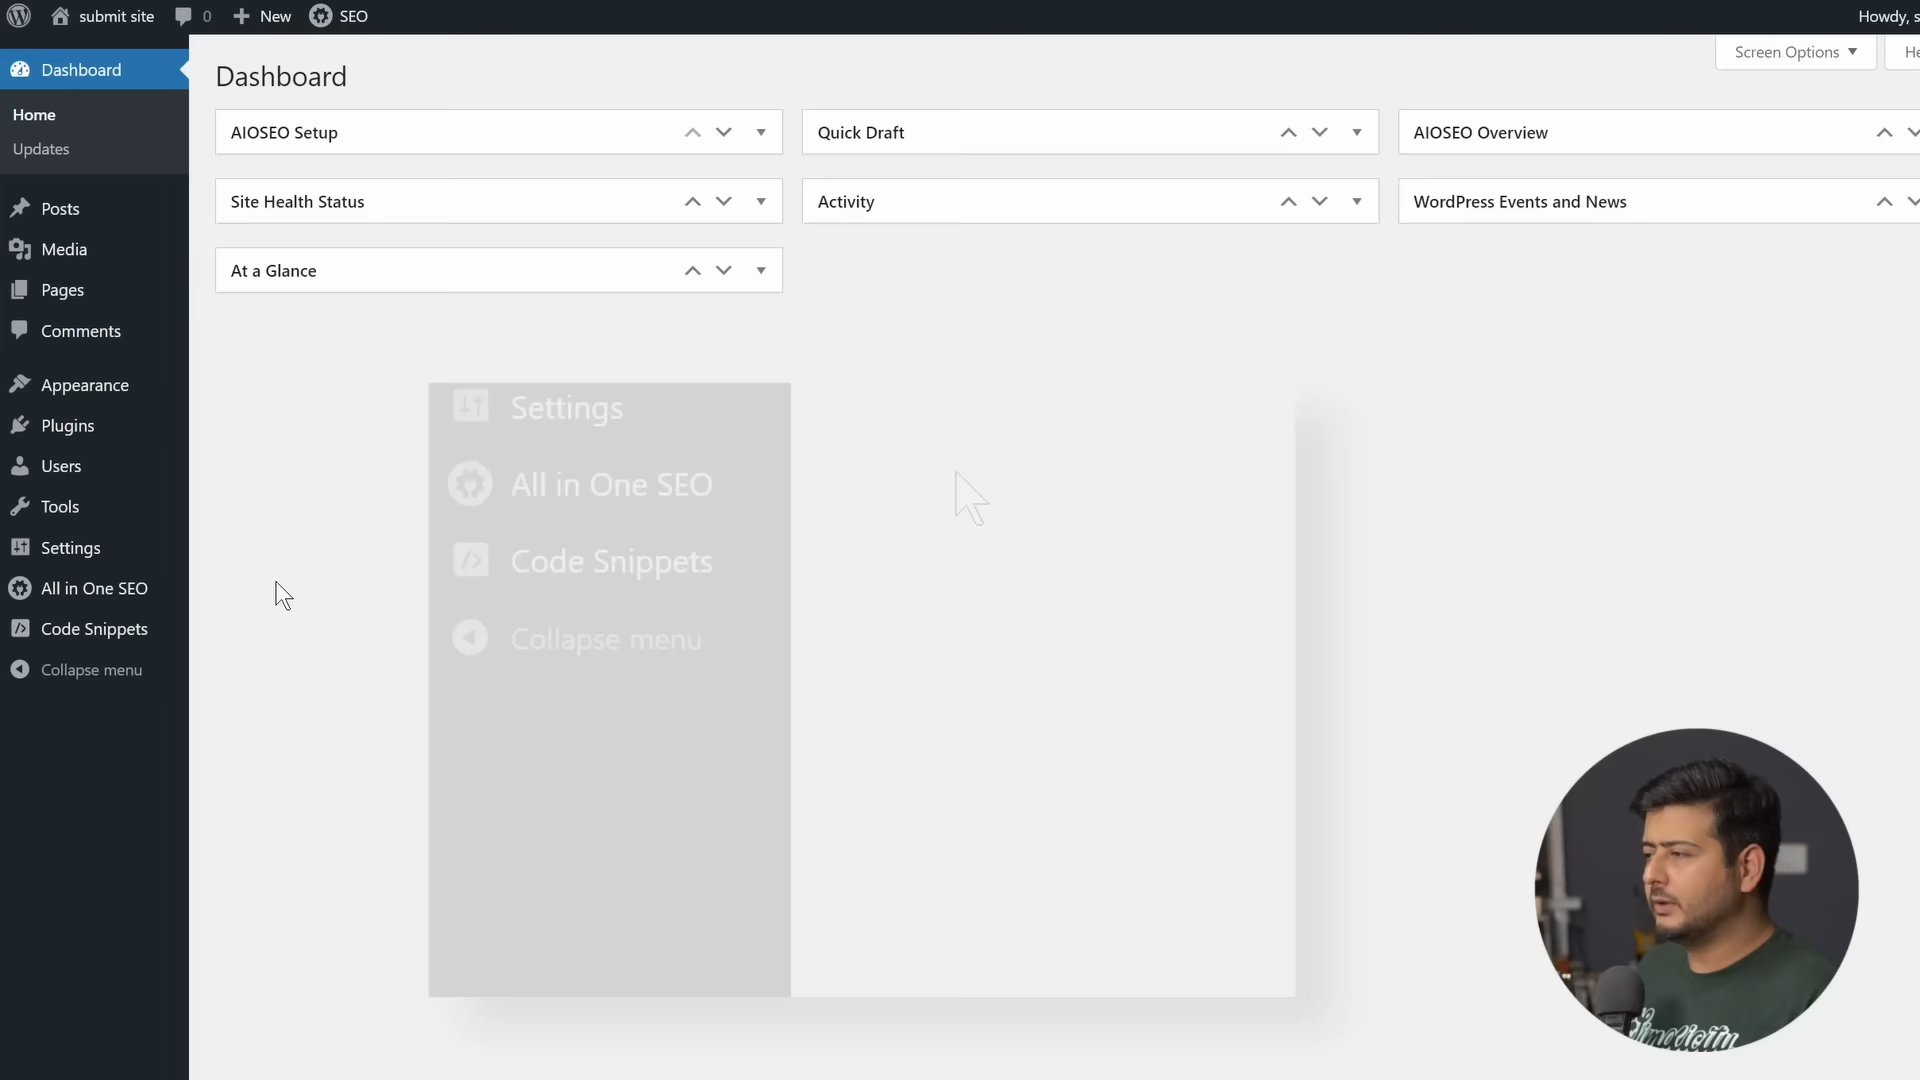 submit site
0
New
SEO
Howdy, s
Dashboard
Home
Updates
Posts
Media
Pages
Comments
Appearance
Plugins
Users
Tools
Settings
All in One SEO
Code Snippets
Collapse menu
Screen Options
He
Dashboard
AIOSEO Setup
Quick Draft
AIOSEO Overview
Site Health Status
Activity
WordPress Events and News
At a Glance
Settings
All in One SEO
Code Snippets
Collapse menu